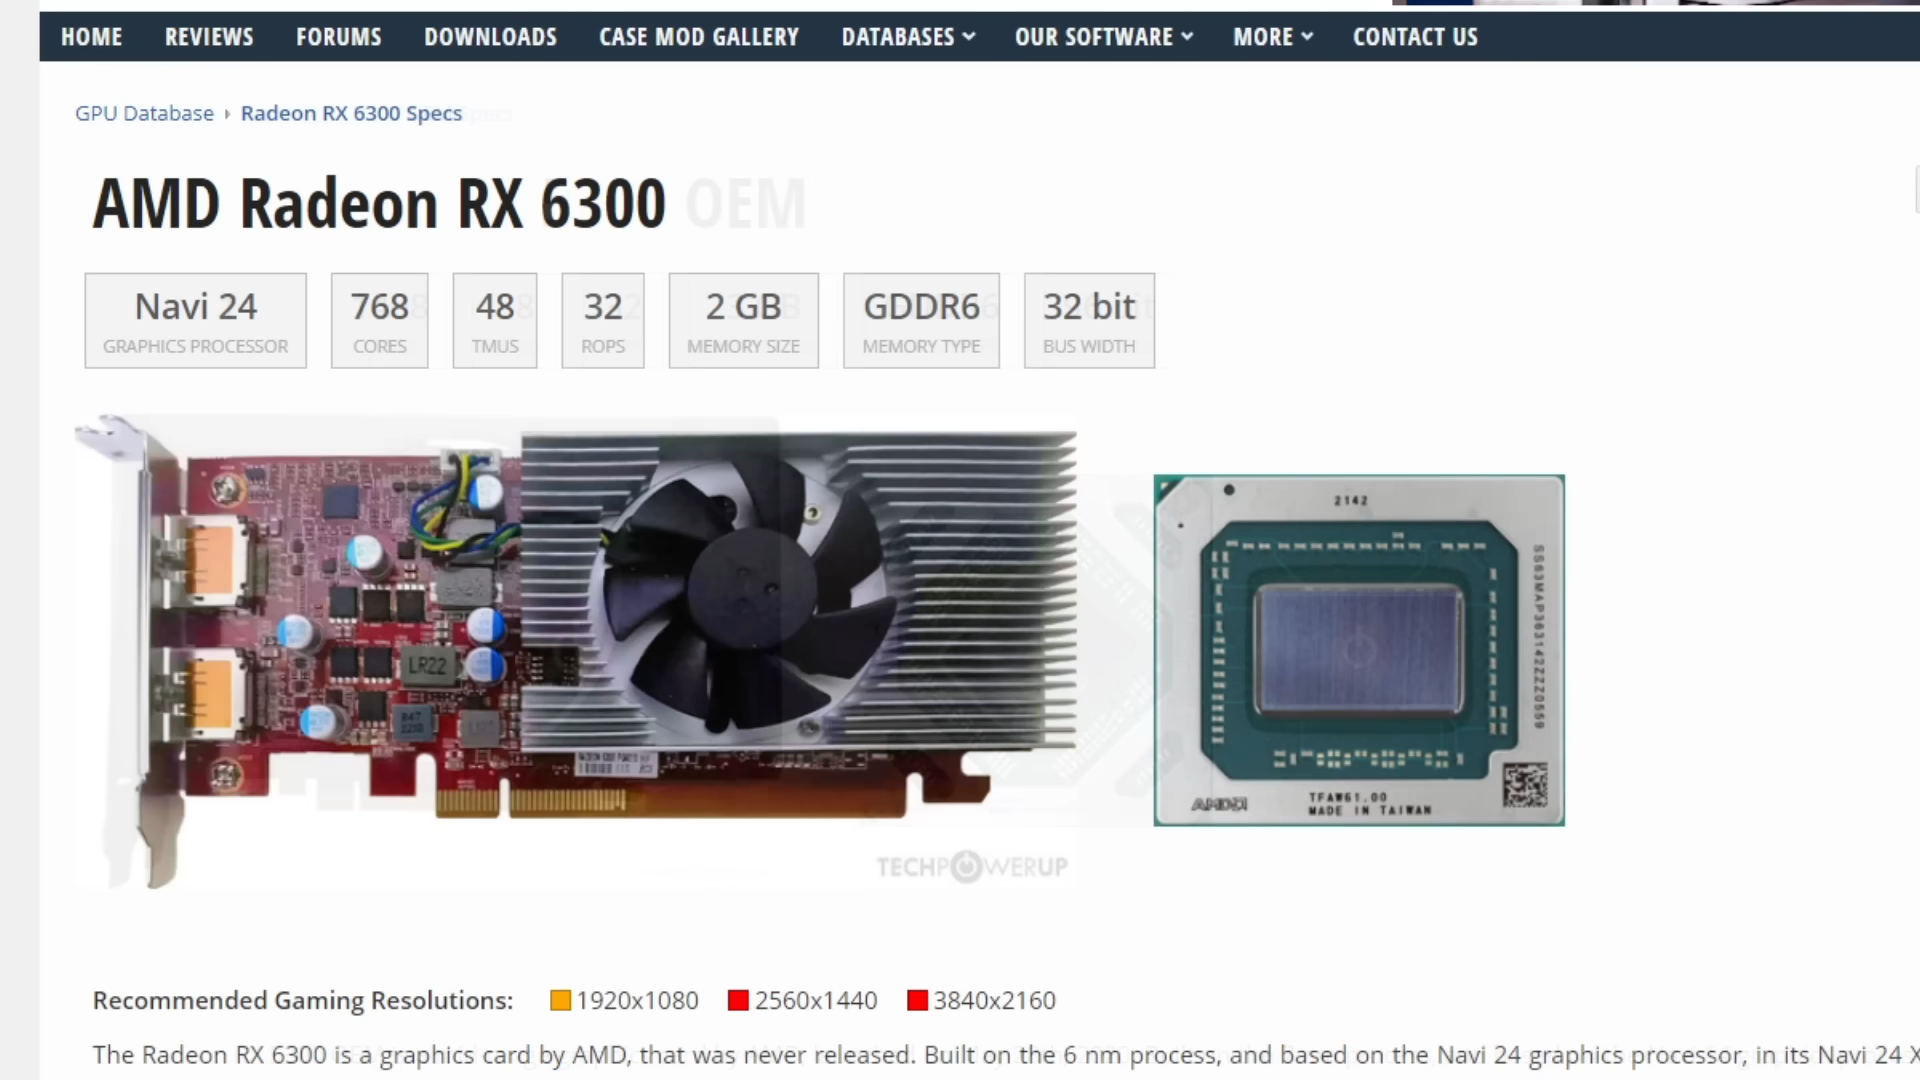 HOME REVIEWS FORUMS DOWNLOADS CASE MOD GALLERY DATABASES OUR SOFTWARE MORE CONTACT US
GPU Database Radeon RX 6300 Specs
AMD Radeon RX 6300 OEM
Navi 24 768 48 32 2 GB GDDR6 32 bit
GRAPHICS PROCESSOR CORES TMUS ROPS MEMORY SIZE MEMORY TYPE BUS WIDTH
2142
SS63MAP363142ZZZ0559
LR22
AMD
TFAW61.00
MADE IN TAIWAN
TECHPOWERUP
Recommended Gaming Resolutions: 1920x1080 2560x1440 3840x2160
The Radeon RX 6300 is a graphics card by AMD, that was never released. Built on the 6 nm process, and based on the Navi 24 graphics processor, in its Navi 24 X